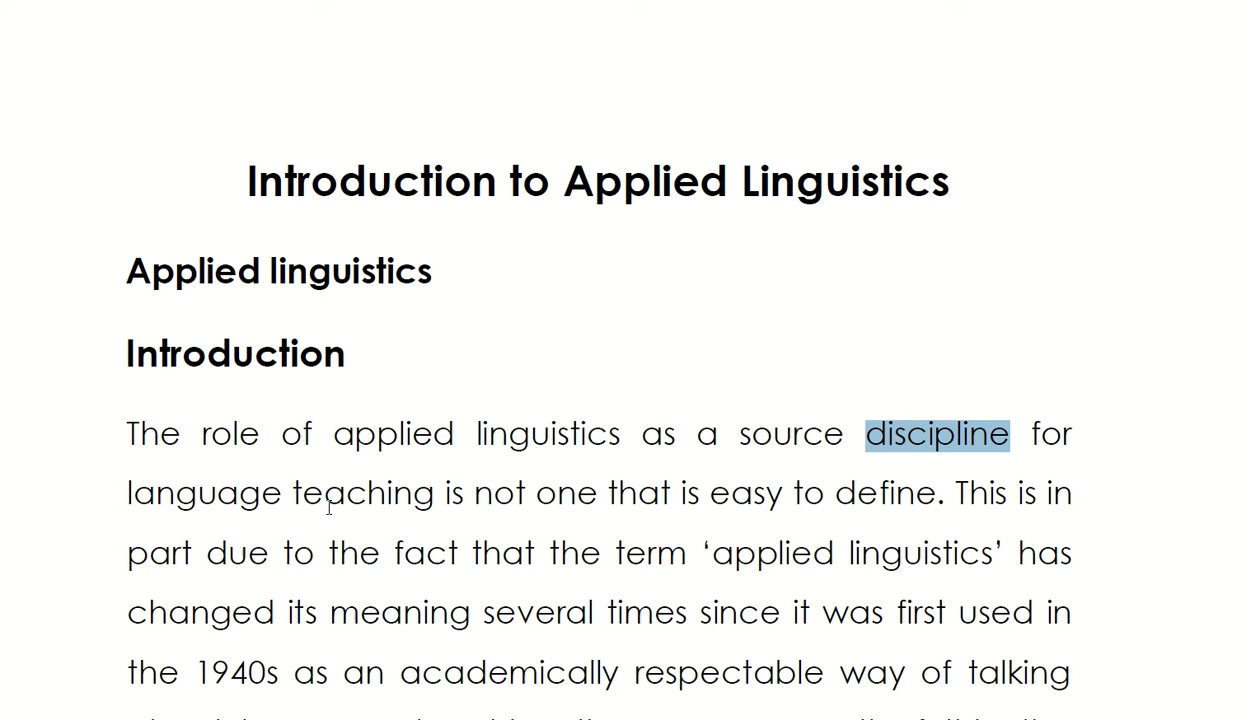 Introduction to Applied Linguistics
Applied linguistics
Introduction
The role of applied linguistics as a source discipline for
language teaching is not one that is easy to define. This is in
part due to the fact that the term ‘applied linguistics’ has
changed its meaning several times since it was first used in
the 1940s as an academically respectable way of talking